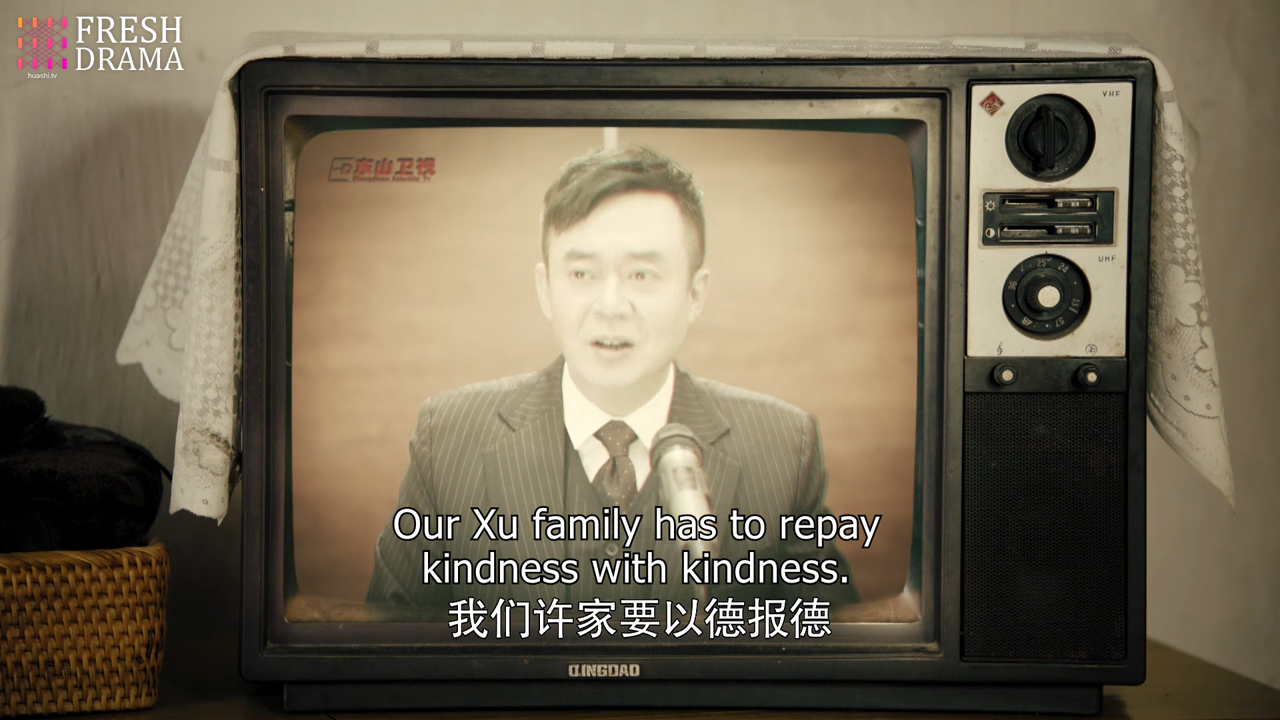 FRESH
DRAMA
huashi.tv
VHF
东山卫视
UHF
Our Xu family has to repay
kindness with kindness.
我们许家要以德报德
QINGDAO